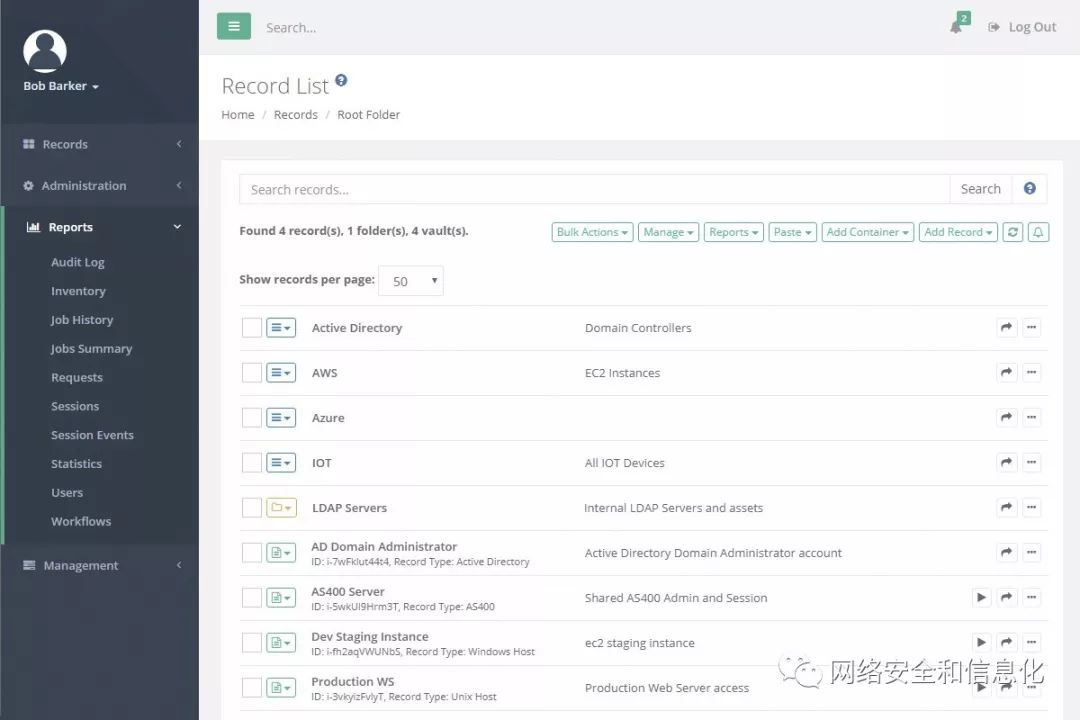 Bob Barker
Records
Administration
Reports
Audit Log
Inventory
Job History
Jobs Summary
Requests
Sessions
Session Events
Statistics
Users
Workflows
Management
Search...
2
Log Out
Record List ?
Home / Records / Root Folder
Search records...
Search
?
Found 4 record(s), 1 folder(s), 4 vault(s).
Bulk Actions
Manage
Reports
Paste
Add Container
Add Record
Show records per page: 50
Active Directory
Domain Controllers
AWS
EC2 Instances
Azure
IOT
All IOT Devices
LDAP Servers
Internal LDAP Servers and assets
AD Domain Administrator
ID: i-7wFklut44t4, Record Type: Active Directory
Active Directory Domain Administrator account
AS400 Server
ID: i-5wkUI9Hrm3T, Record Type: AS400
Shared AS400 Admin and Session
Dev Staging Instance
ID: i-fh2aqVWUNbS, Record Type: Windows Host
ec2 staging instance
Production WS
ID: i-3vkyizFvlyT, Record Type: Unix Host
Production Web Server access
网络安全和信息化